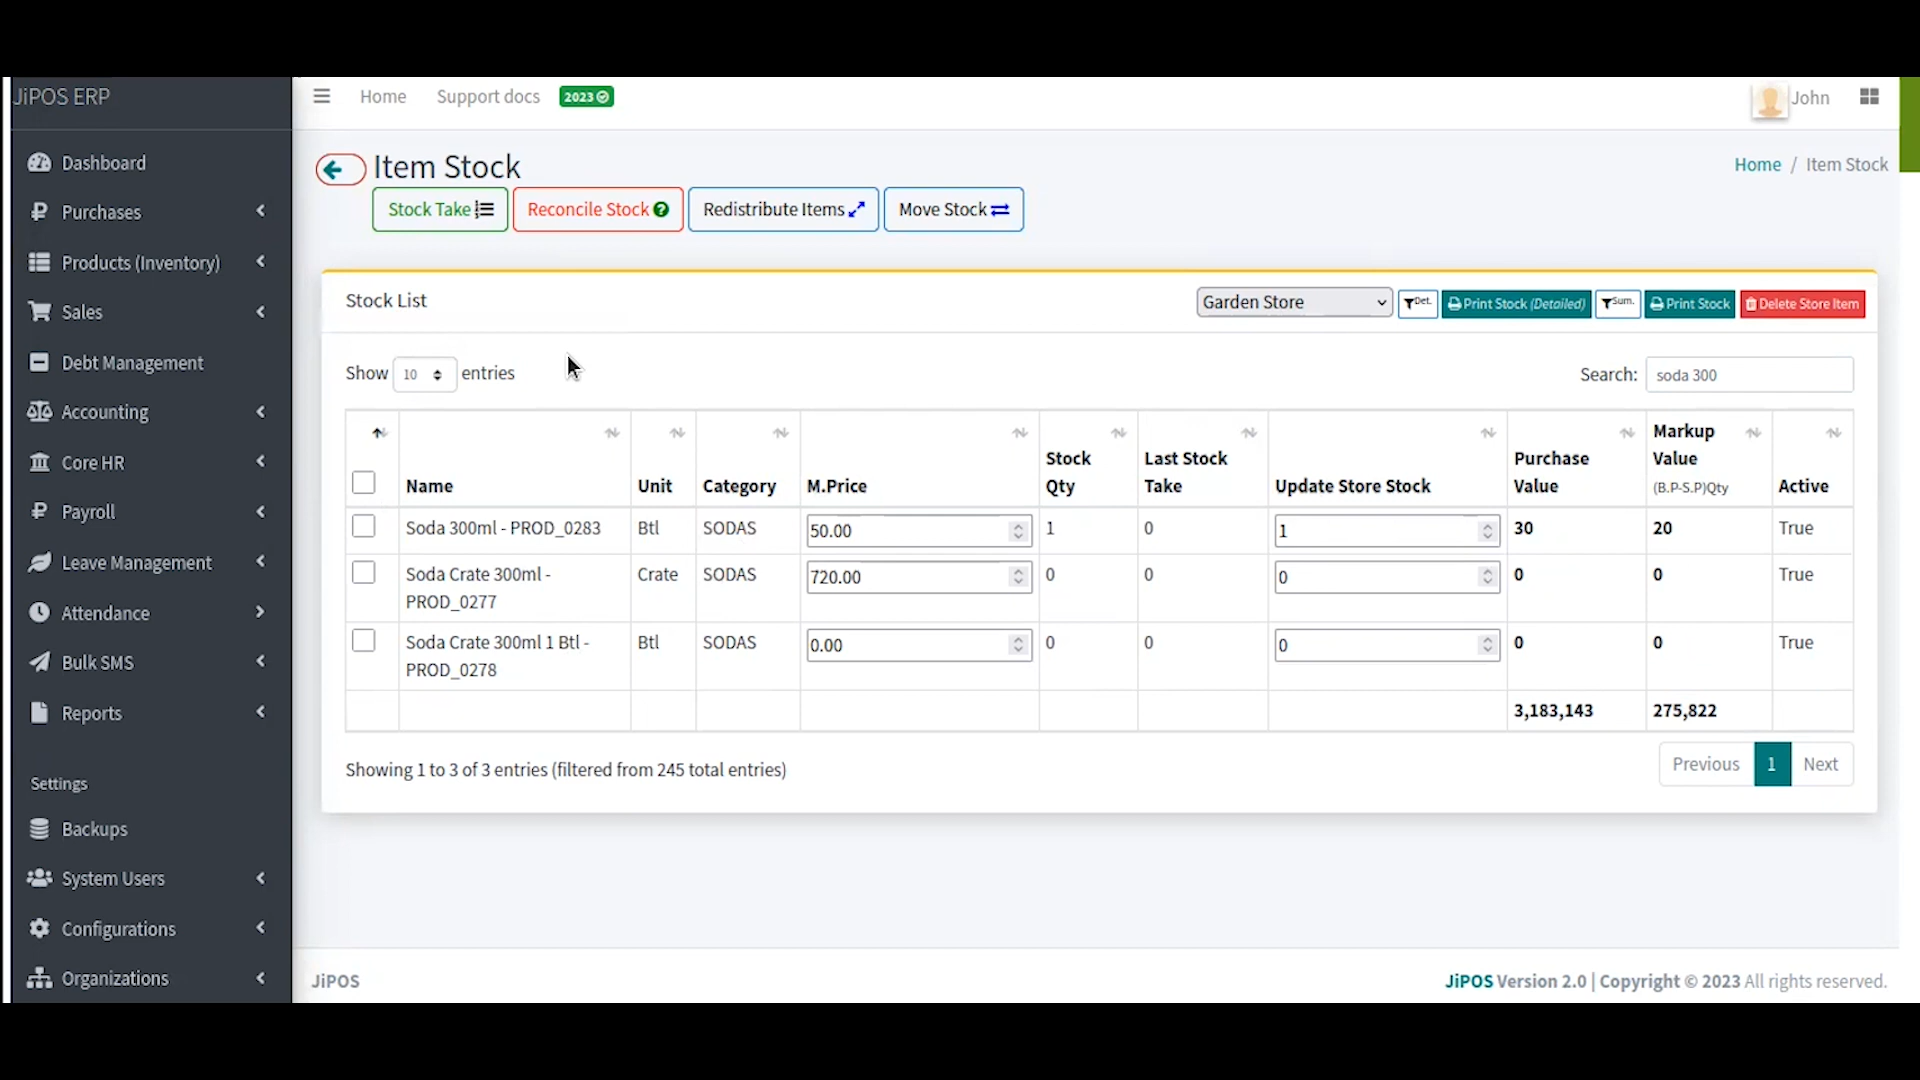 JiPOS ERP
Home
Support docs
2023
John
Dashboard
Purchases
Products (Inventory)
Sales
Debt Management
Accounting
Core HR
Payroll
Leave Management
Attendance
Bulk SMS
Reports
Settings
Backups
System Users
Configurations
Organizations
Item Stock
Home / Item Stock
Stock Take
Reconcile Stock
Redistribute Items
Move Stock
Stock List
Garden Store
Det.
Print Stock (Detailed)
Sum.
Print Stock
Delete Store Item
Show 10 entries
Search: soda 300
Name Unit Category M.Price Stock Qty Last Stock Take Update Store Stock Purchase Value Markup Value (B.P-S.P)Qty Active
Soda 300ml - PROD_0283 Btl SODAS 50.00 1 0 1 30 20 True
Soda Crate 300ml - PROD_0277 Crate SODAS 720.00 0 0 0 0 0 True
Soda Crate 300ml 1 Btl - PROD_0278 Btl SODAS 0.00 0 0 0 0 0 True
3,183,143 275,822
Showing 1 to 3 of 3 entries (filtered from 245 total entries)
Previous 1 Next
JiPOS
JiPOS Version 2.0 | Copyright © 2023 All rights reserved.